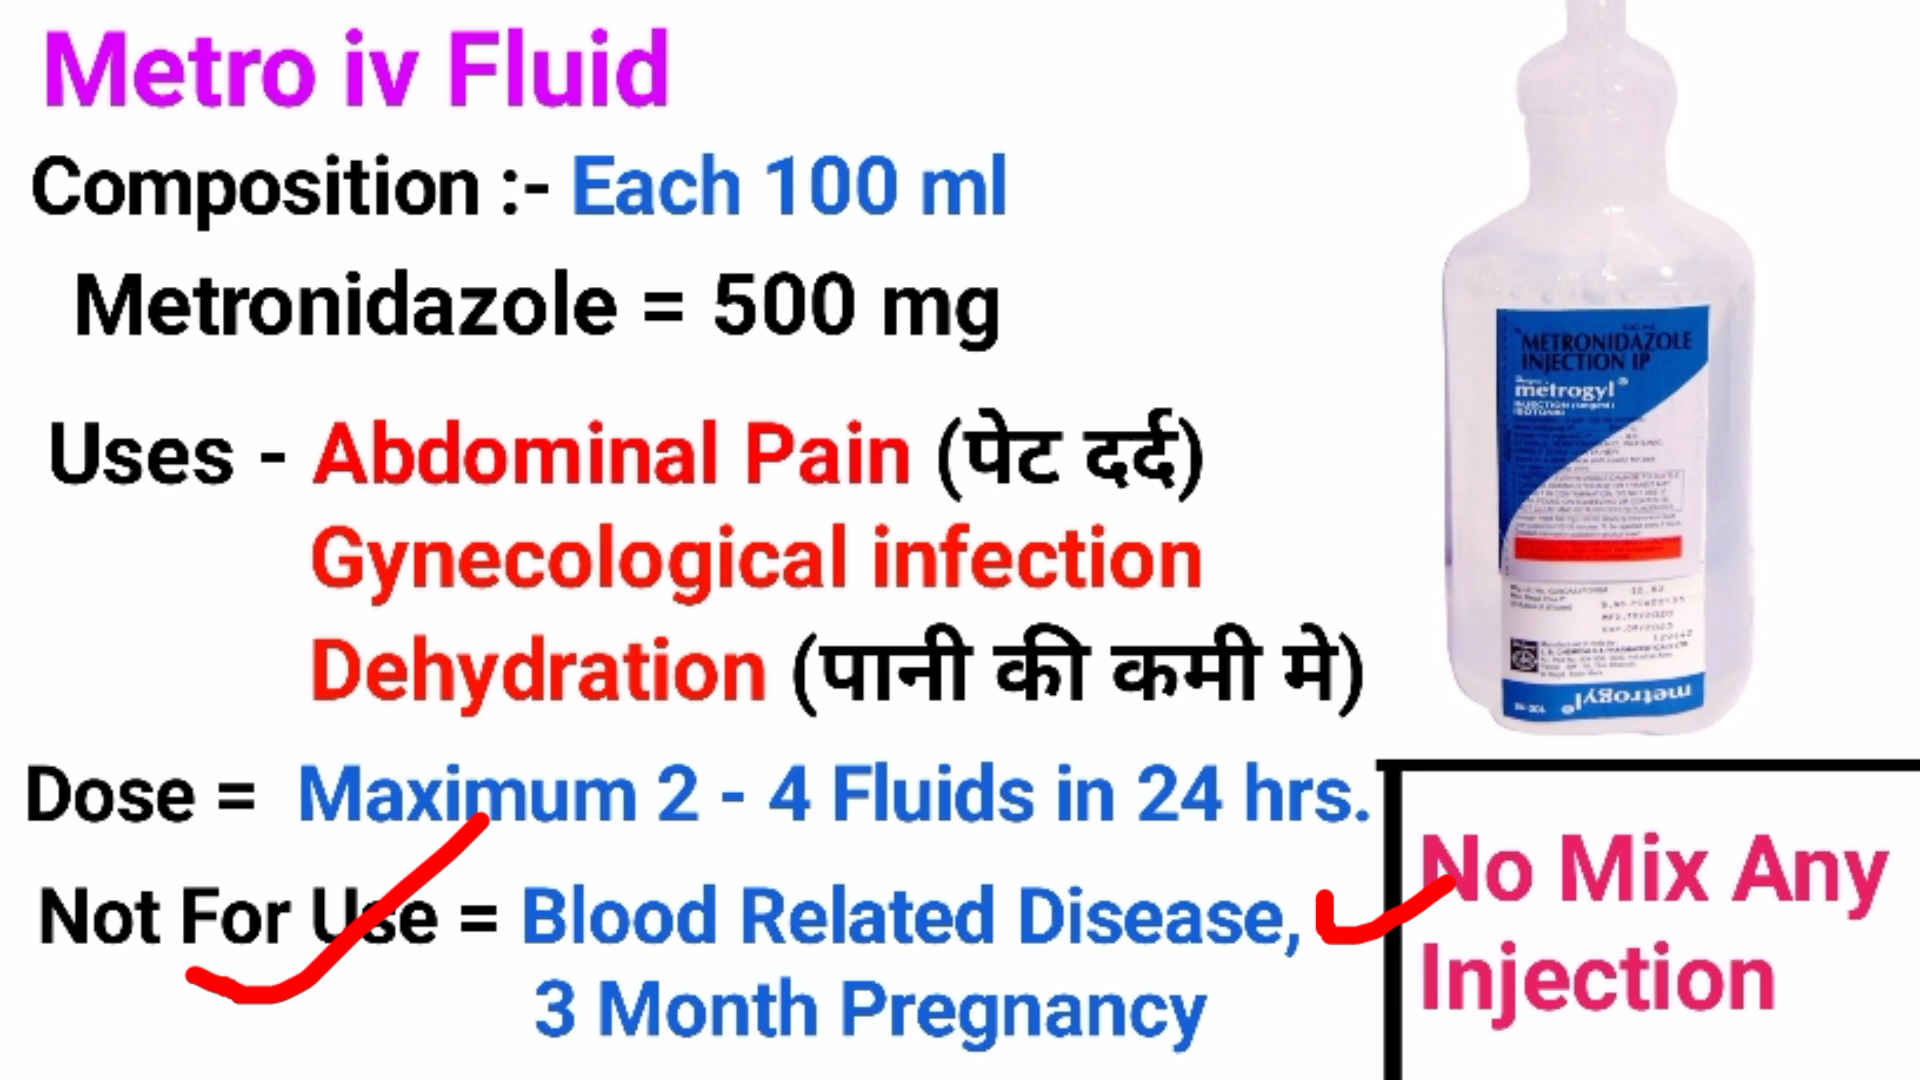 Metro iv Fluid
Composition :- Each 100 ml
Metronidazole = 500 mg
Uses - Abdominal Pain (पेट दर्द)
Gynecological infection
Dehydration (पानी की कमी मे)
Dose = Maximum 2 - 4 Fluids in 24 hrs.
Not For Use = Blood Related Disease,
3 Month Pregnancy
No Mix Any
Injection
METRONIDAZOLE
INJECTION IP
metrogyl®
metrogyl®